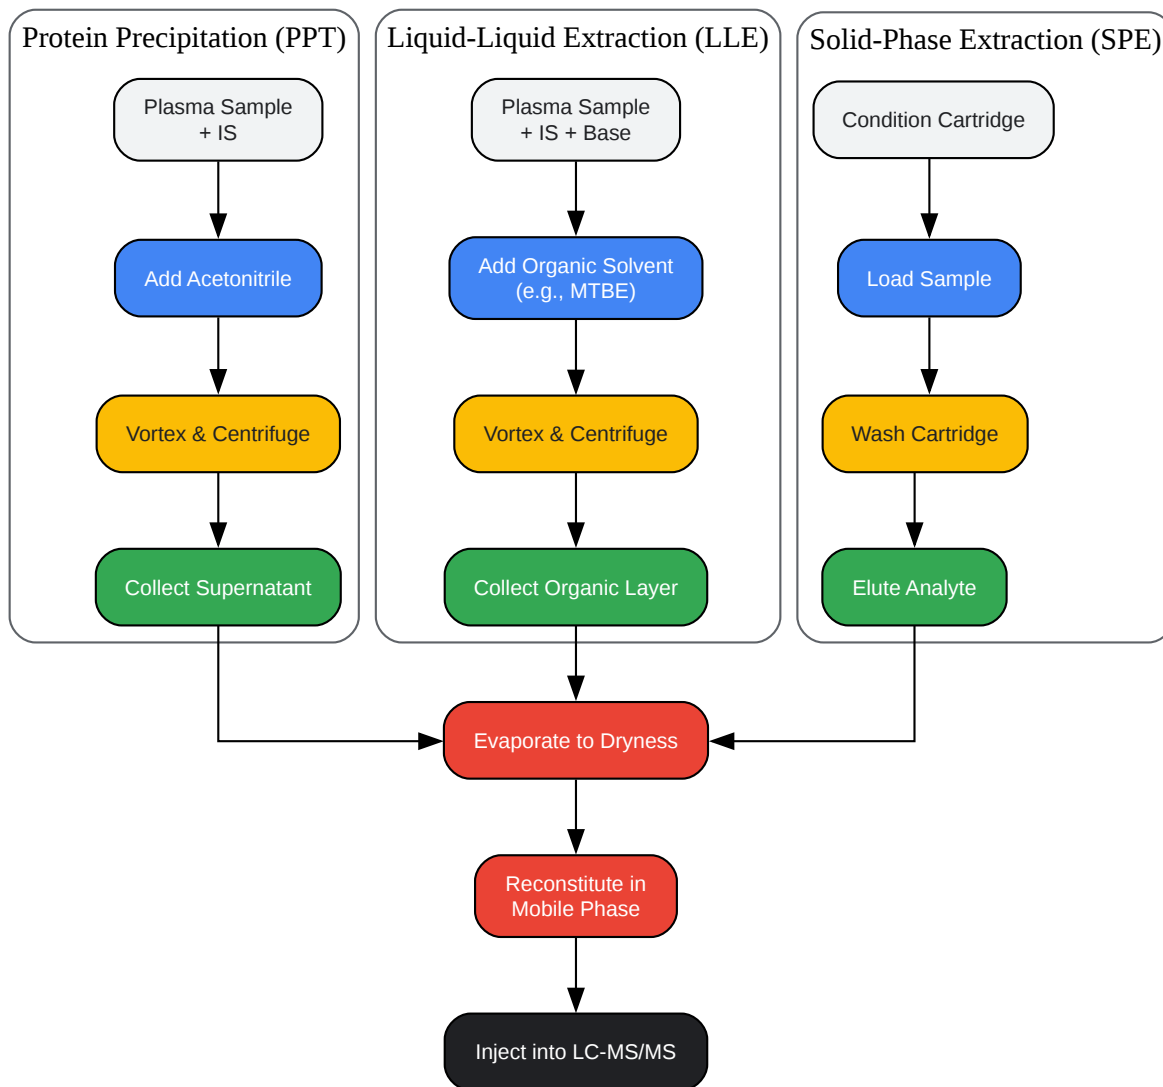 Protein Precipitation (PPT)
Plasma Sample
+ IS
Add Acetonitrile
Vortex & Centrifuge
Collect Supernatant
Liquid-Liquid Extraction (LLE)
Plasma Sample
+ IS + Base
Add Organic Solvent
(e.g., MTBE)
Vortex & Centrifuge
Collect Organic Layer
Solid-Phase Extraction (SPE)
Condition Cartridge
Load Sample
Wash Cartridge
Elute Analyte
Evaporate to Dryness
Reconstitute in
Mobile Phase
Inject into LC-MS/MS